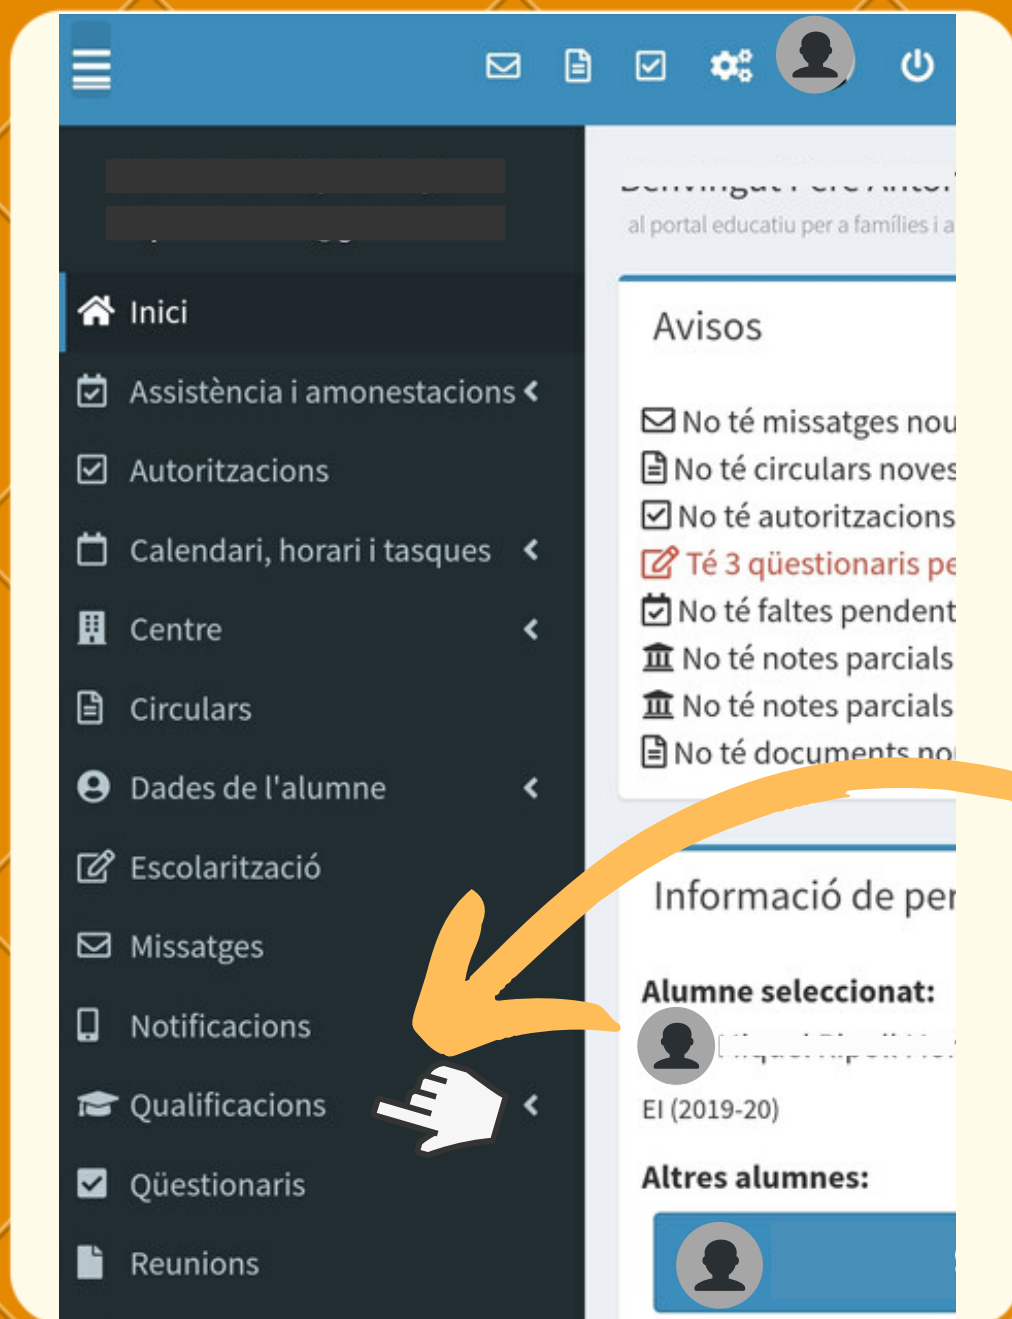 al portal educatiu per a famílies i a
Inici
Assistència i amonestacions
Autoritzacions
Calendari, horari i tasques
Centre
Circulars
Dades de l'alumne
Escolarització
Missatges
Notificacions
Qualificacions
Qüestionaris
Reunions
Avisos
No té missatges nou
No té circulars noves
No té autoritzacions
Té 3 qüestionaris pe
No té faltes pendent
No té notes parcials
No té notes parcials
No té documents no
Informació de per
Alumne seleccionat:
EI (2019-20)
Altres alumnes: